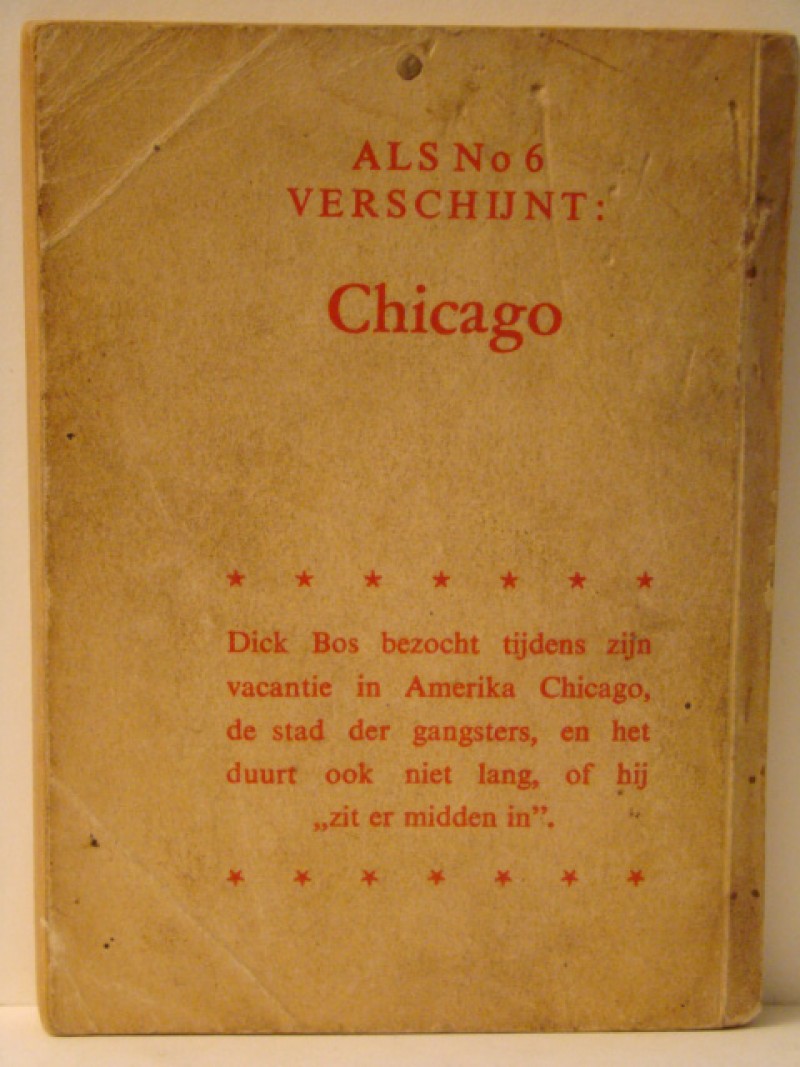 ALS No 6
VERSCHIJNT:
Chicago
Dick Bos bezocht tijdens zijn
vacantie in Amerika Chicago,
de stad der gangsters, en het
duurt ook niet lang, of hij
„zit er midden in”.